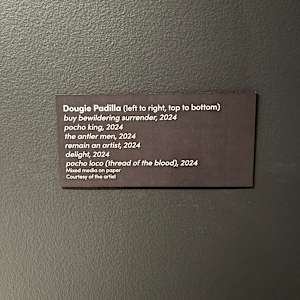 Dougie Padilla (left to right, top to bottom)
buy bewildering surrender, 2024
pocho king, 2024
the antler men, 2024
remain an artist, 2024
delight, 2024
pocho loco (thread of the blood), 2024
Mixed media on paper
Courtesy of the artist